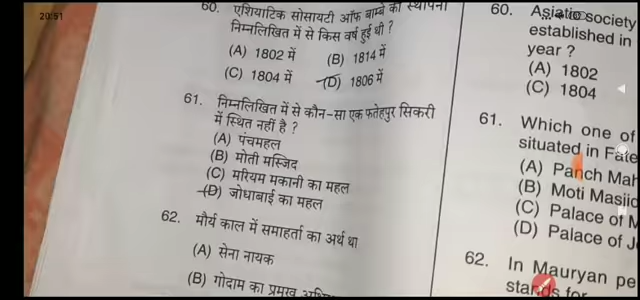 20:51
60. एशियाटिक सोसायटी ऑफ बाम्बे की स्थापना
निम्नलिखित में से किस वर्ष हुई थी ?
(A) 1802 में (B) 1814 में
(C) 1804 में (D) 1806 में
61. निम्नलिखित में से कौन-सा एक फतेहपुर सिकरी
में स्थित नहीं है ?
(A) पंचमहल
(B) मोती मस्जिद
(C) मरियम मकानी का महल
(D) जोधाबाई का महल
62. मौर्य काल में समाहर्ता का अर्थ था
(A) सेना नायक
(B) गोदाम का प्रमुख
60. Asiatic society
established in
year ?
(A) 1802
(C) 1804
61. Which one of
situated in Fate
(A) Panch Mah
(B) Moti Masjid
(C) Palace of M
(D) Palace of J
62. In Mauryan pe
stands for